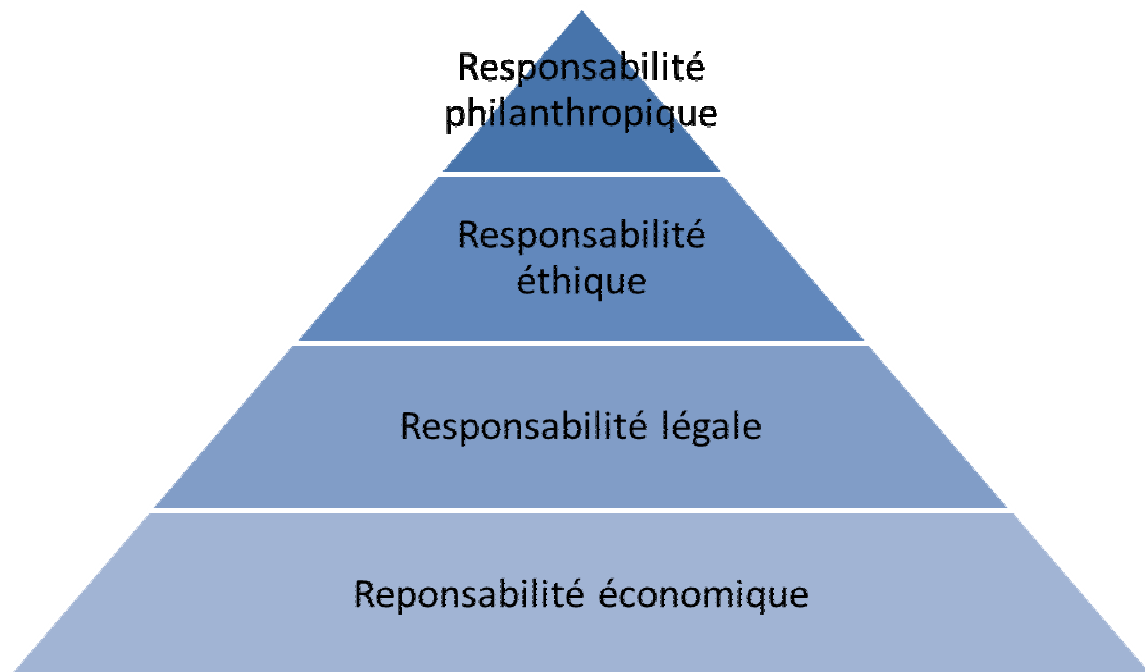 Responsabilité
philanthropique
Responsabilité
éthique
Responsabilité légale
Reponsabilité économique